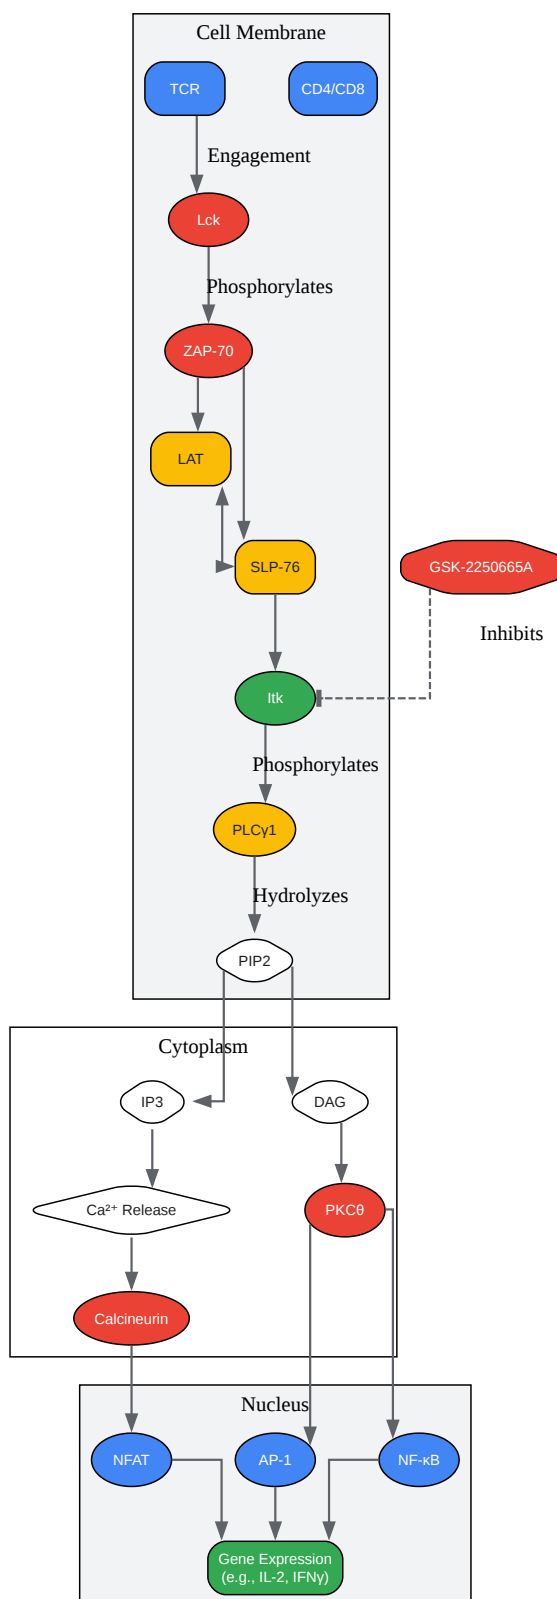 Cell Membrane
TCR
CD4/CD8
Engagement
Lck
Phosphorylates
ZAP-70
LAT
SLP-76
GSK-2250665A
Inhibits
Itk
Phosphorylates
PLCγ1
Hydrolyzes
PIP2
Cytoplasm
IP3
DAG
Ca²⁺ Release
PKCθ
Calcineurin
Nucleus
NFAT
AP-1
NF-κB
Gene Expression
(e.g., IL-2, IFNγ)